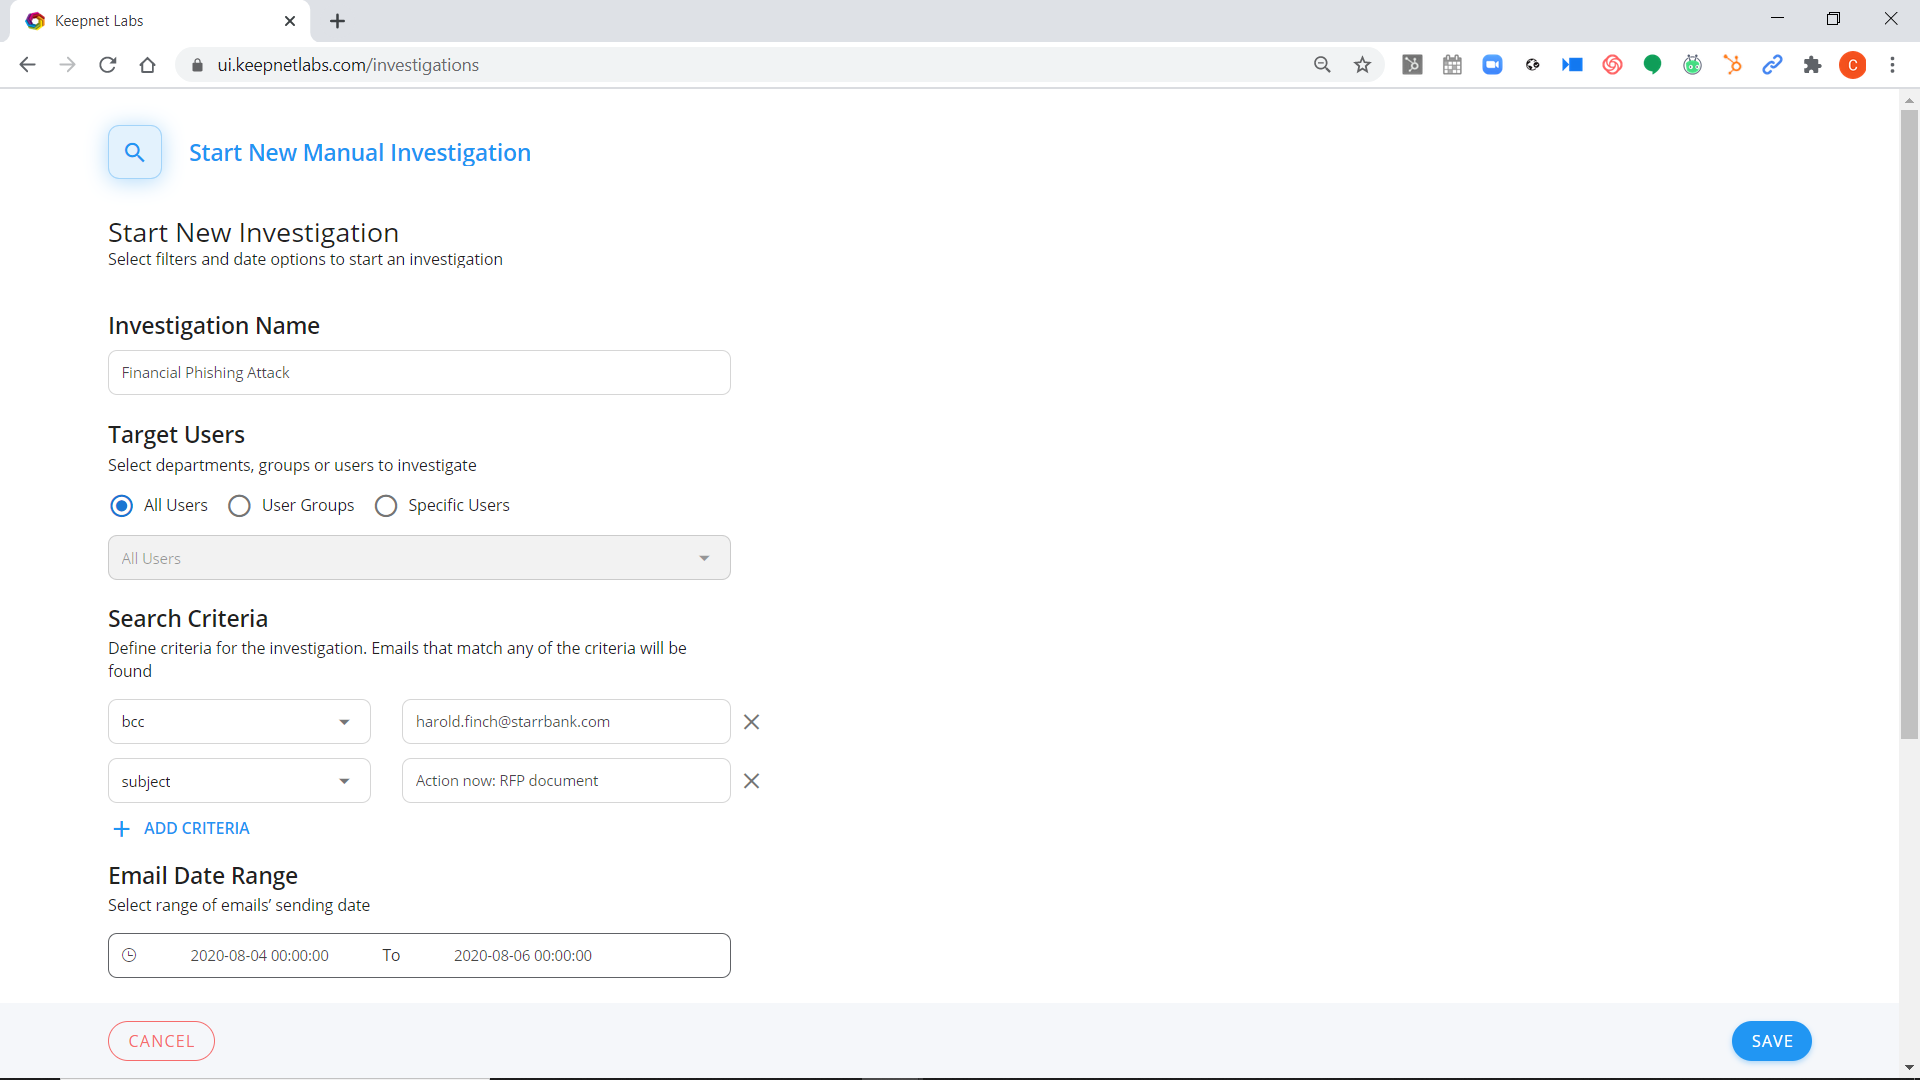 Keepnet Labs
ui.keepnetlabs.com/investigations
C
Start New Manual Investigation
Start New Investigation
Select filters and date options to start an investigation
Investigation Name
Financial Phishing Attack
Target Users
Select departments, groups or users to investigate
All Users User Groups Specific Users
All Users
Search Criteria
Define criteria for the investigation. Emails that match any of the criteria will be
found
bcc harold.finch@starrbank.com
subject Action now: RFP document
ADD CRITERIA
Email Date Range
Select range of emails’ sending date
2020-08-04 00:00:00 To 2020-08-06 00:00:00
CANCEL SAVE